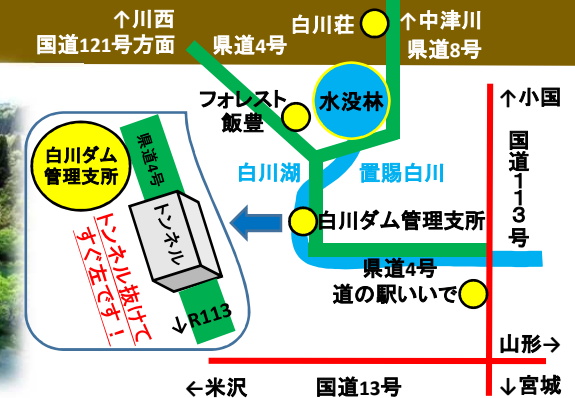 ↑川西
国道121号方面
県道4号
白川荘
↑中津川
県道8号
フォレスト
飯豊
水没林
↑小国
国道113号
白川湖
置賜白川
白川ダム管理支所
県道4号
道の駅いいで
白川ダム
管理支所
県道4号
トンネル
トンネル抜けて
すぐ左です!
↓R113
山形→
←米沢
国道13号
↓宮城